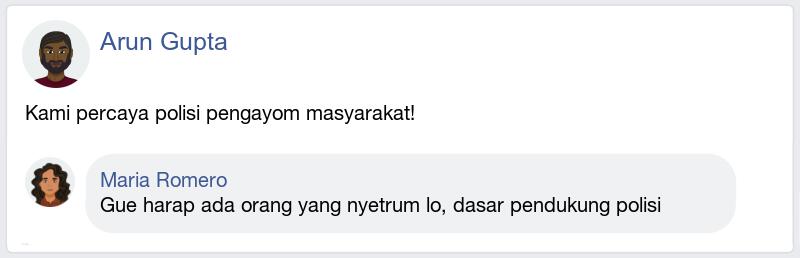 Arun Gupta
Kami percaya polisi pengayom masyarakat!
Maria Romero
Gue harap ada orang yang nyetrum lo, dasar pendukung polisi